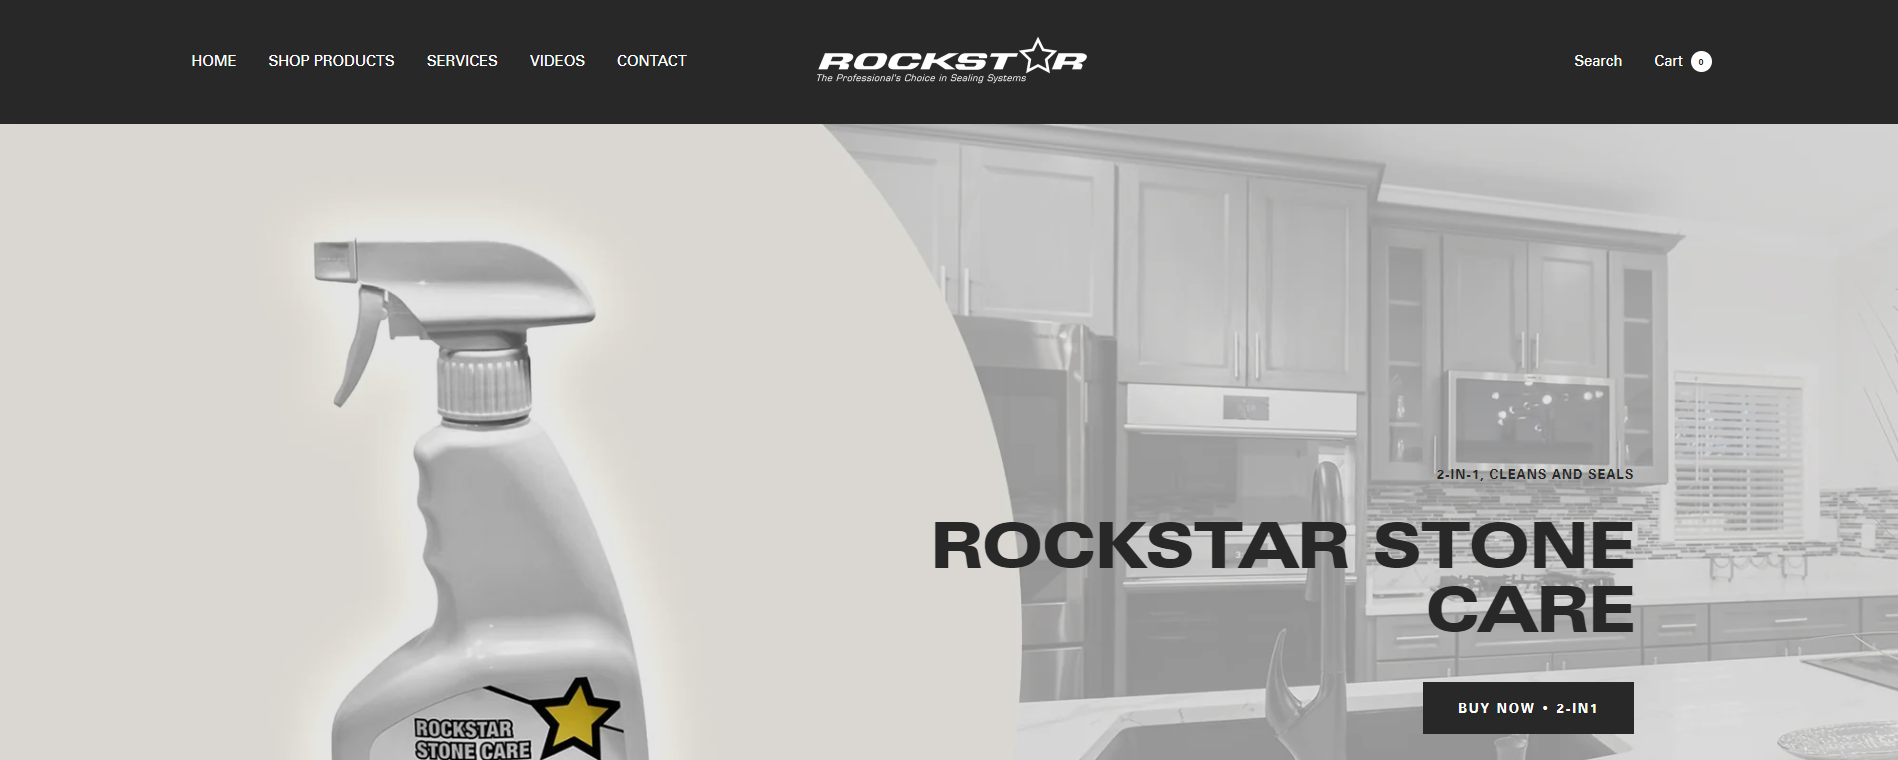 HOME
SHOP PRODUCTS
SERVICES
VIDEOS
CONTACT
ROCKST☆R
The Professional's Choice in Sealing Systems
Search
Cart 0
2-IN-1, CLEANS AND SEALS
ROCKSTAR STONE
CARE
BUY NOW • 2-IN1
ROCKSTAR
STONE CARE